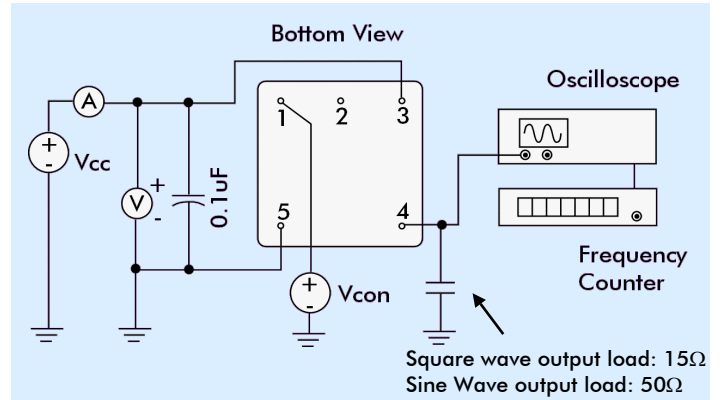 Bottom View
Oscilloscope
A
1
2
3
+
-
Vcc
V
+
-
0.1uF
5
4
+
-
Vcon
Frequency
Counter
Square wave output load: 15Ω
Sine Wave output load: 50Ω